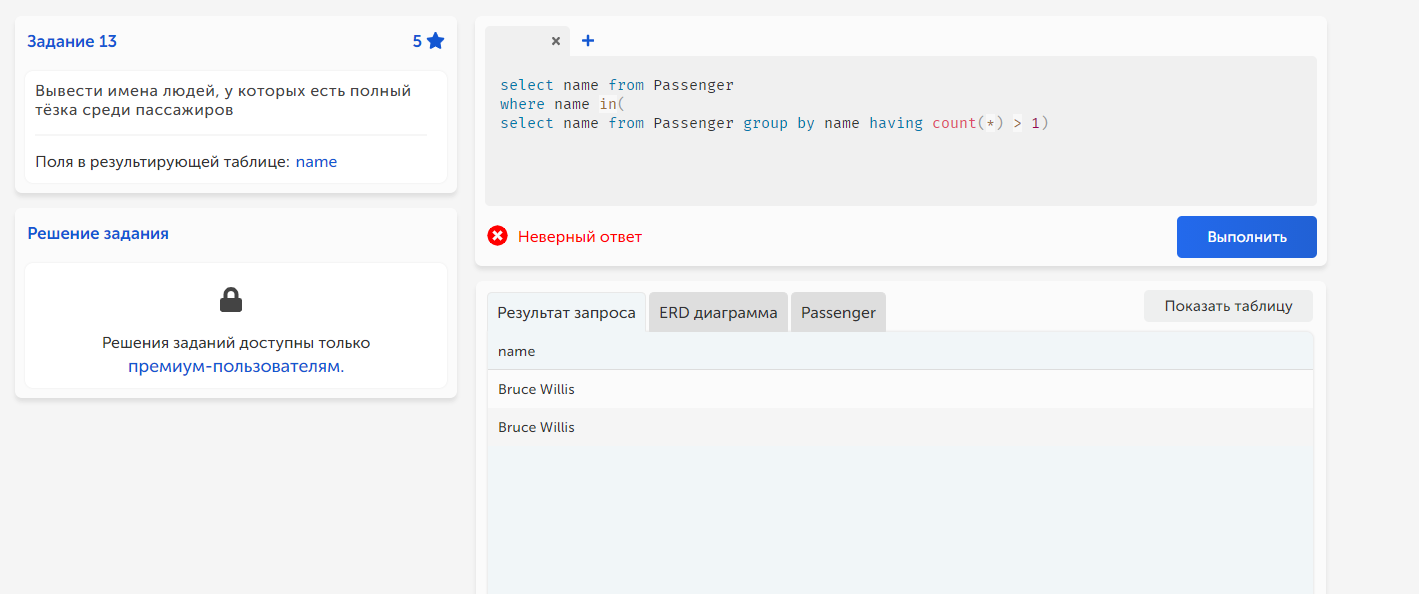 Задание 13
5
Вывести имена людей, у которых есть полный
тёзка среди пассажиров
Поля в результирующей таблице: name
Решение задания
Решения заданий доступны только
премиум-пользователям.
select name from Passenger
where name in(
select name from Passenger group by name having count(*) > 1)
Неверный ответ
Выполнить
Результат запроса
ERD диаграмма
Passenger
Показать таблицу
name
Bruce Willis
Bruce Willis